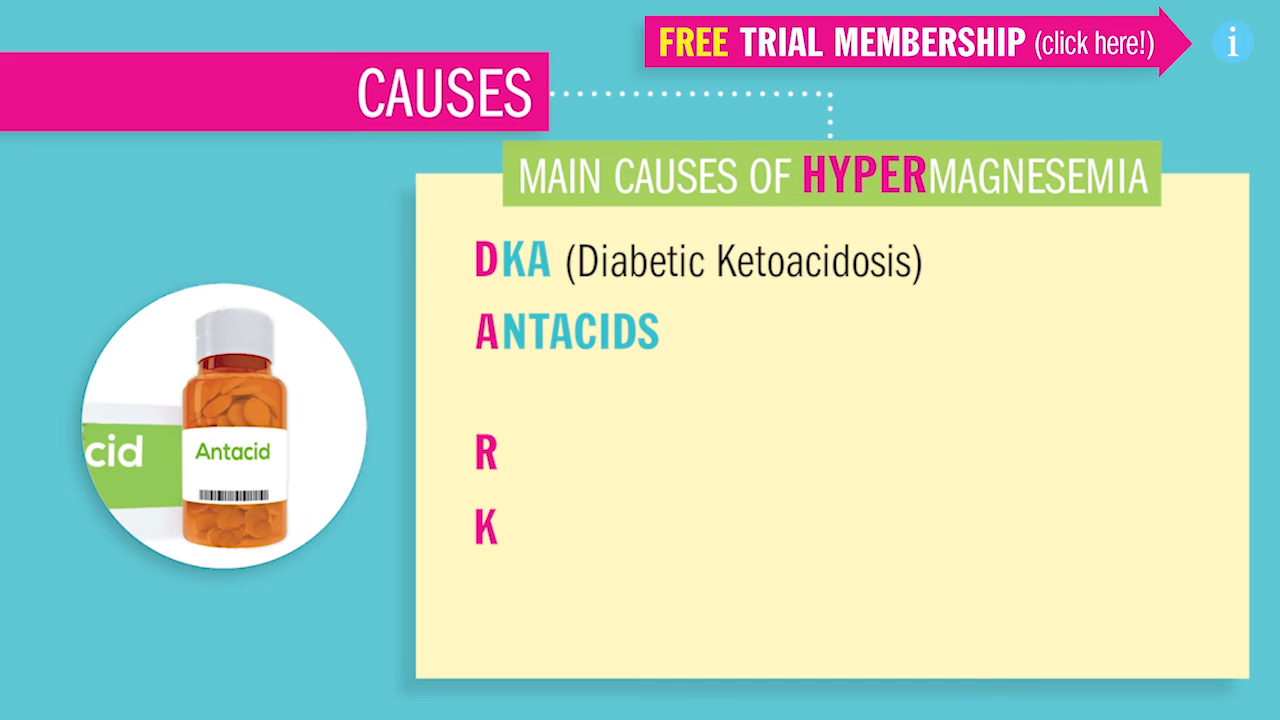 FREE TRIAL MEMBERSHIP (click here!)
i
CAUSES
MAIN CAUSES OF HYPERMAGNESEMIA
DKA (Diabetic Ketoacidosis)
ANTACIDS
cid
Antacid
R
K